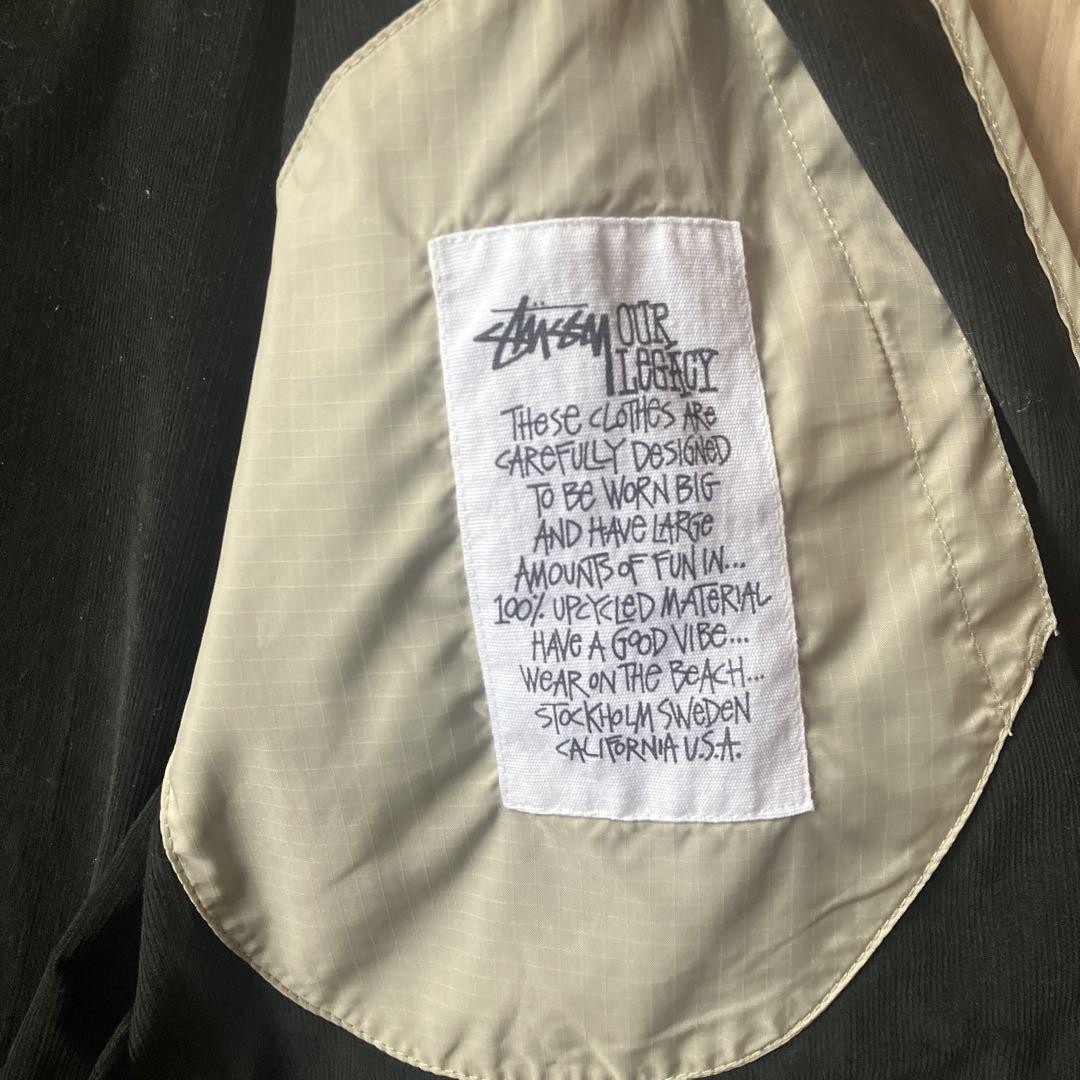 STÜSSY OUR
LEGACY
THESE CLOTHES ARE
CAREFULLY DESIGNED
TO BE WORN BIG
AND HAVE LARGE
AMOUNTS OF FUN IN...
100% UPCYCLED MATERIAL
HAVE A GOOD VIBE...
WEAR ON THE BEACH...
STOCKHOLM SWEDEN
CALIFORNIA U.S.A.